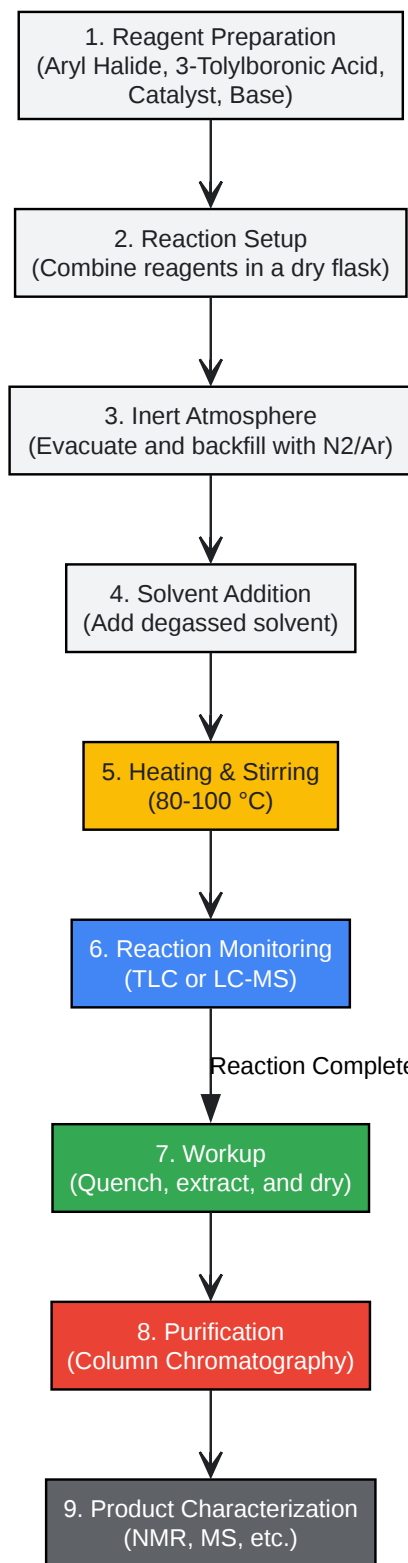 1. Reagent Preparation
(Aryl Halide, 3-Tolylboronic Acid,
Catalyst, Base)
2. Reaction Setup
(Combine reagents in a dry flask)
3. Inert Atmosphere
(Evacuate and backfill with N2/Ar)
4. Solvent Addition
(Add degassed solvent)
5. Heating & Stirring
(80-100 °C)
6. Reaction Monitoring
(TLC or LC-MS)
Reaction Complete
7. Workup
(Quench, extract, and dry)
8. Purification
(Column Chromatography)
9. Product Characterization
(NMR, MS, etc.)